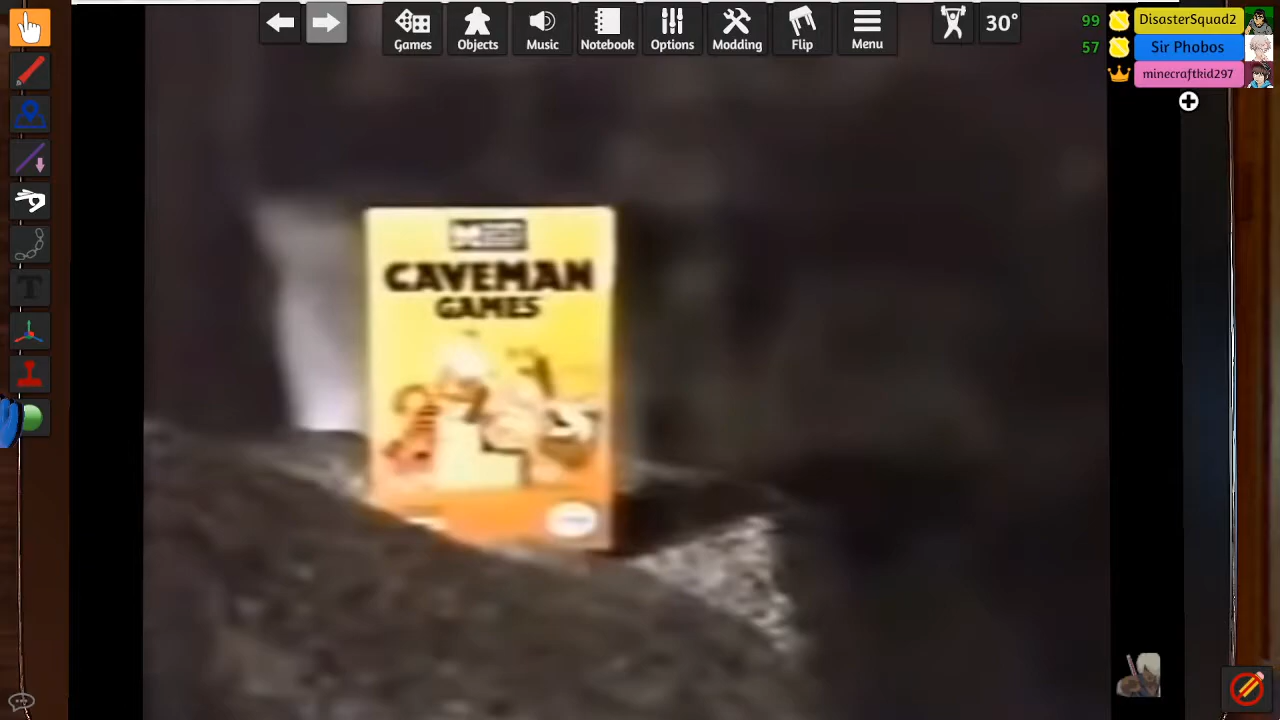 Games
Objects
Music
Notebook
Options
Modding
Flip
Menu
30°
99
DisasterSquad2
57
Sir Phobos
minecraftkid297
T
CAVEMAN
GAMES